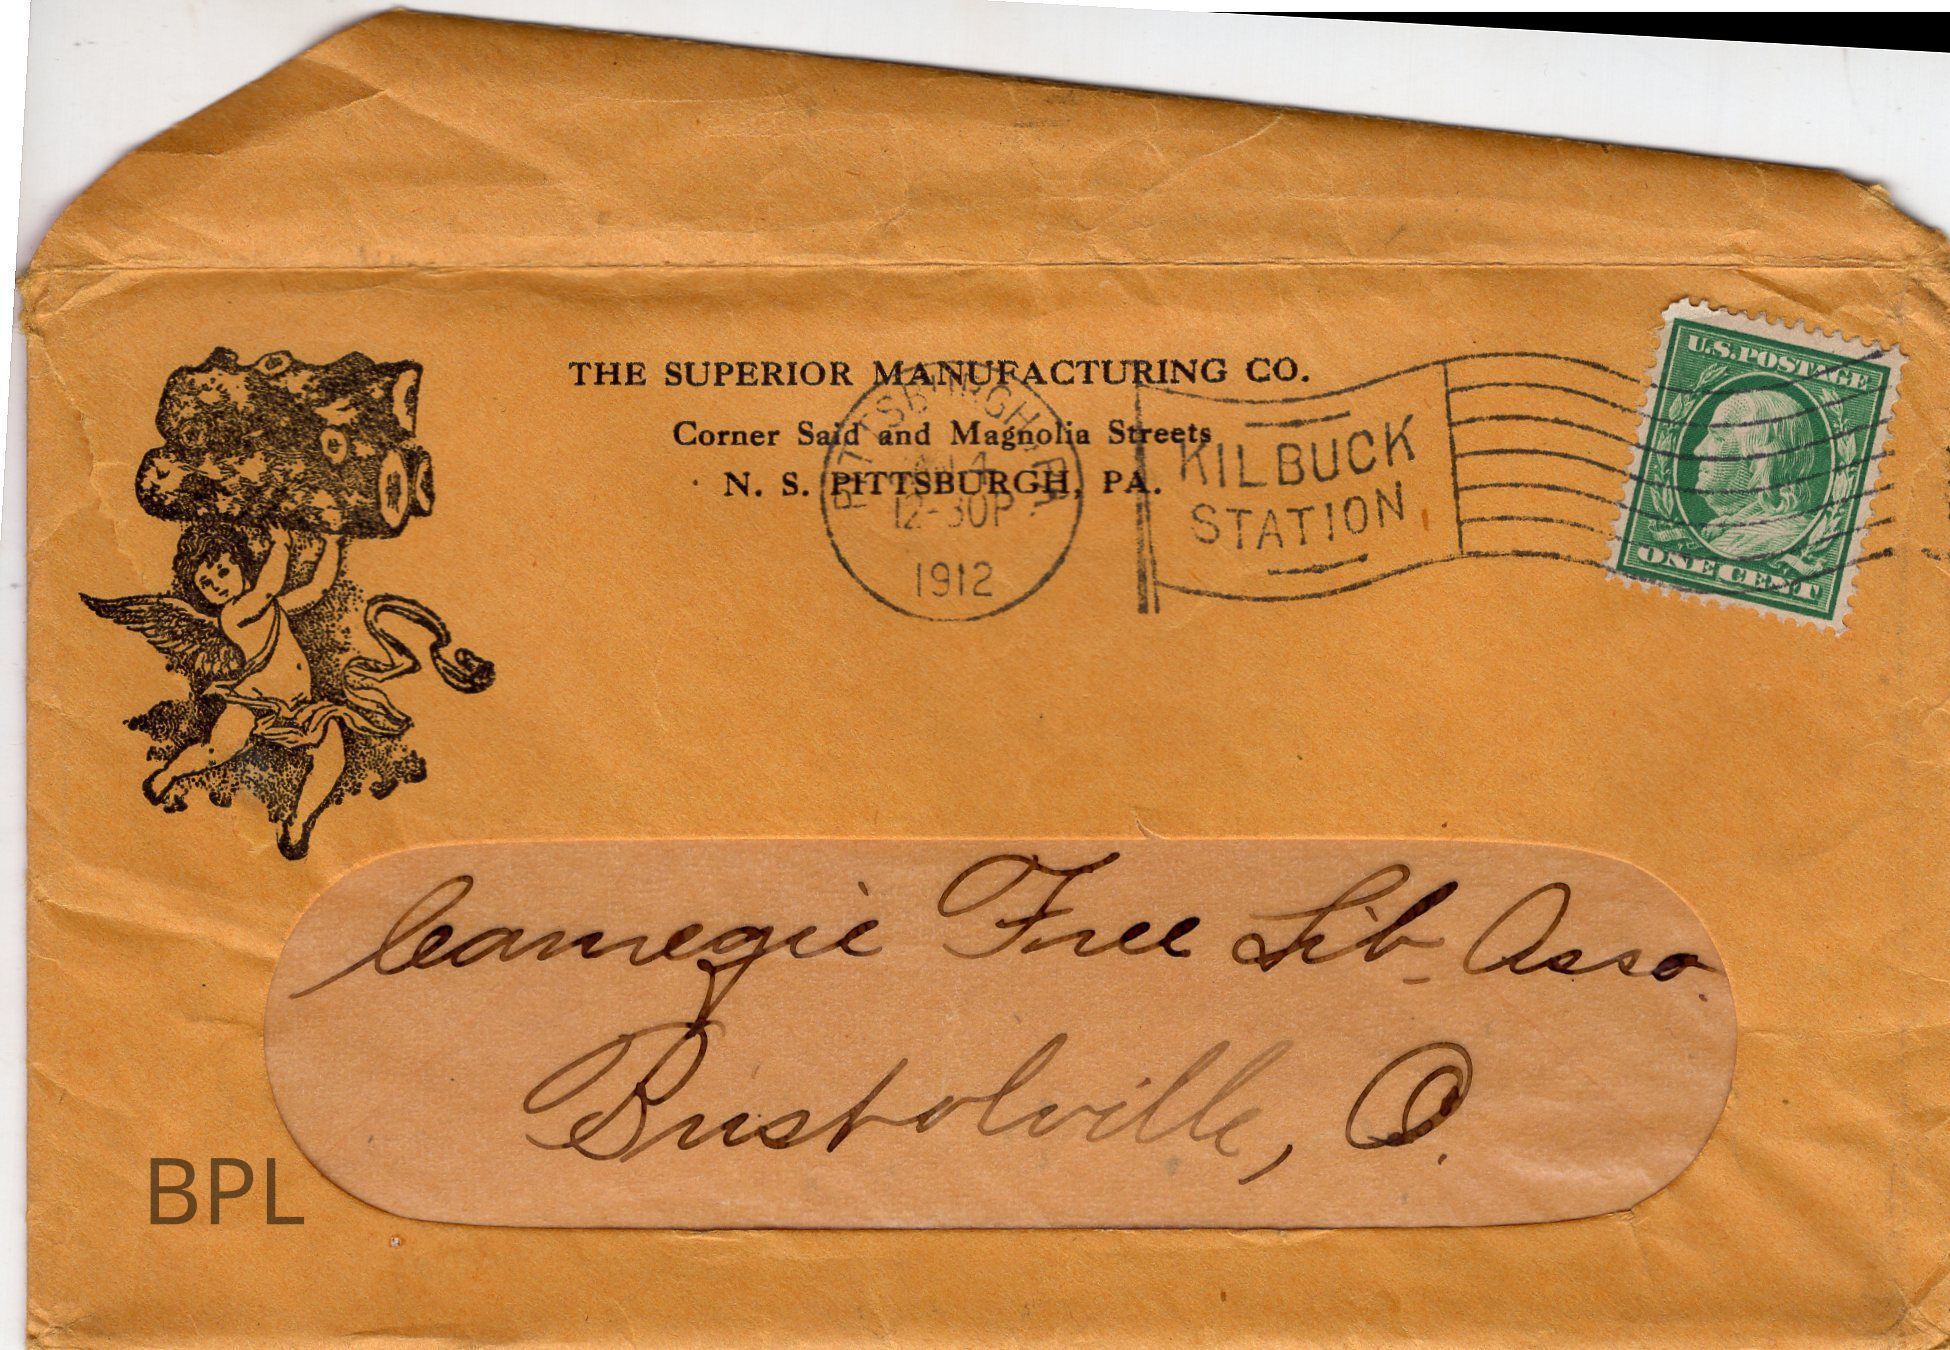 THE SUPERIOR MANUFACTURING CO.
Corner Said and Magnolia Streets
N. S. PITTSBURGH, PA.
PITTSBURGH, PA.
12-30P
1912
KILBUCK
STATION
U.S. POSTAGE
ONE CENT
Carnegie Free Lib. Asso.
Bristolville, O.
BPL